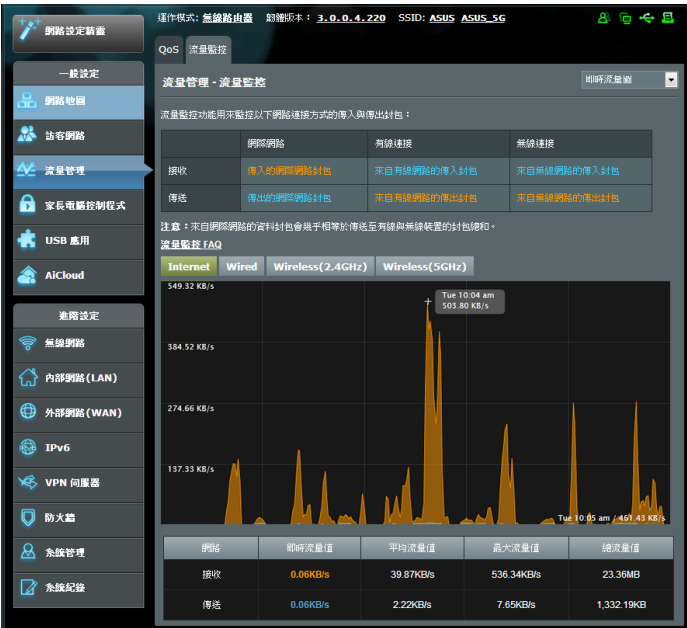 運作模式: 無線路由器 韌體版本: 3.0.0.4.220 SSID: ASUS ASUS_5G
網路設定精靈
一般設定
網路地圖
訪客網路
流量管理
家長電腦控制程式
USB 應用
AiCloud
進階設定
無線網路
內部網路(LAN)
外部網路(WAN)
IPv6
VPN 伺服器
防火牆
系統管理
系統紀錄
QoS 流量監控
流量管理 - 流量監控
即時流量圖
流量監控功能用來監控以下網路連接方式的傳入與傳出封包：
網際網路 有線連接 無線連接
接收 傳入的網際網路封包 來自有線網路的傳入封包 來自無線網路的傳入封包
傳送 傳出的網際網路封包 來自有線網路的傳出封包 來自無線網路的傳出封包
注意：來自網際網路的資料封包會幾乎相等於傳送至有線與無線裝置的封包總和。
流量監控 FAQ
Internet Wired Wireless(2.4GHz) Wireless(5GHz)
549.32 KB/s
Tue 10:04 am
503.80 KB/s
384.52 KB/s
274.66 KB/s
137.33 KB/s
Tue 10:05 am / 461.43 KB/s
網路 即時流量值 平均流量值 最大流量值 總流量值
接收 0.06KB/s 39.87KB/s 536.34KB/s 23.36MB
傳送 0.06KB/s 2.22KB/s 7.65KB/s 1,332.19KB